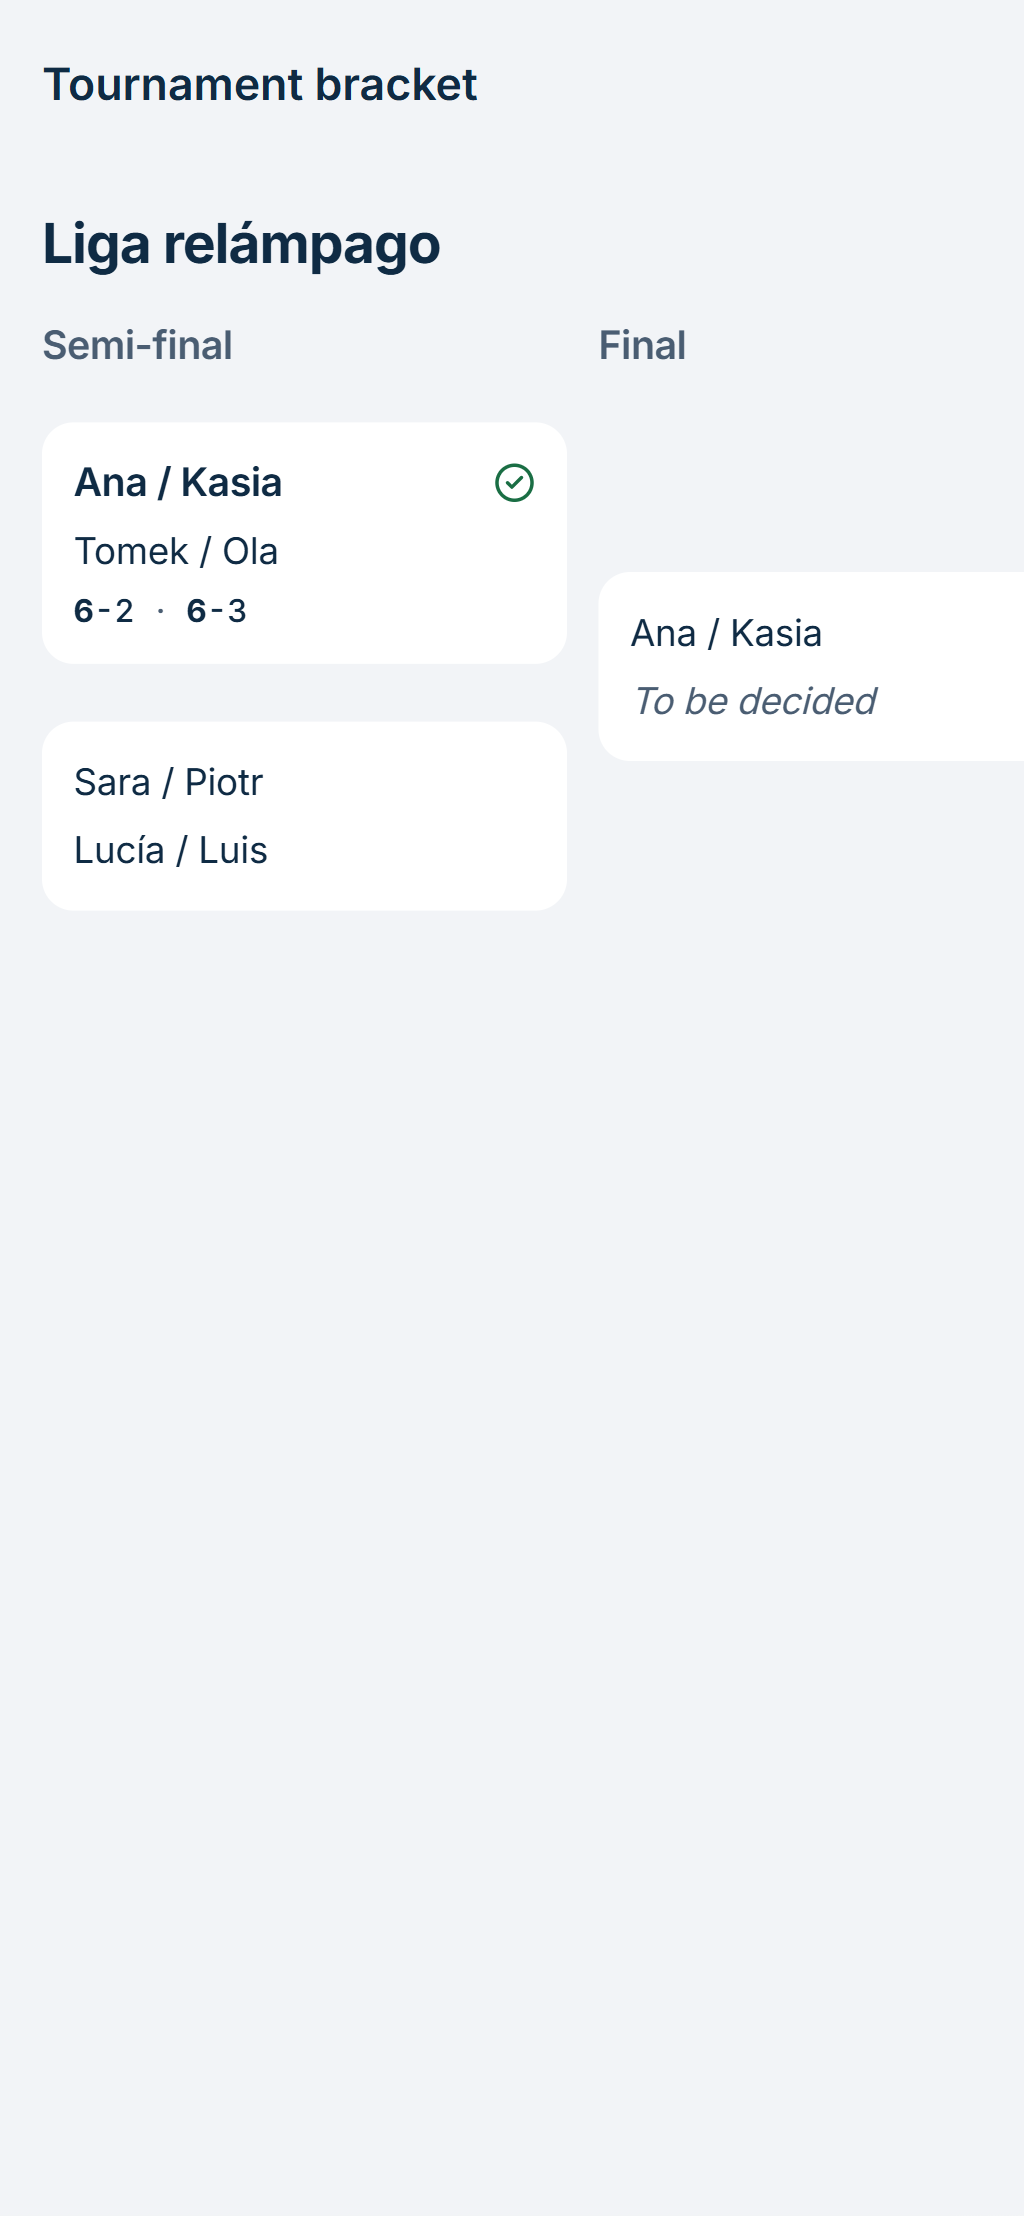 Tournament bracket
Liga relámpago
Semi-final
Ana / Kasia
Tomek / Ola
6-2 · 6-3
Sara / Piotr
Lucía / Luis
Final
Ana / Kasia
To be decided